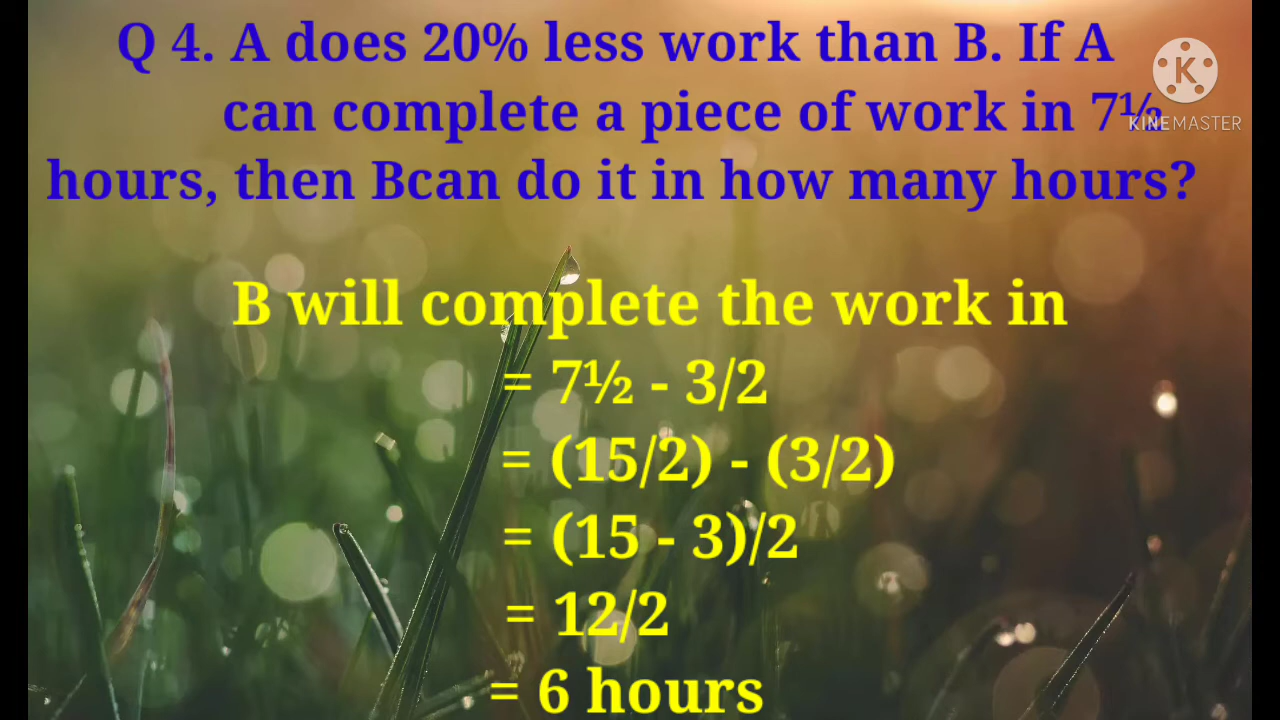 Q 4. A does 20% less work than B. If A
can complete a piece of work in 7½
hours, then Bcan do it in how many hours?
K
KINEMASTER
B will complete the work in
= 7½ - 3/2
= (15/2) - (3/2)
= (15 - 3)/2
= 12/2
= 6 hours